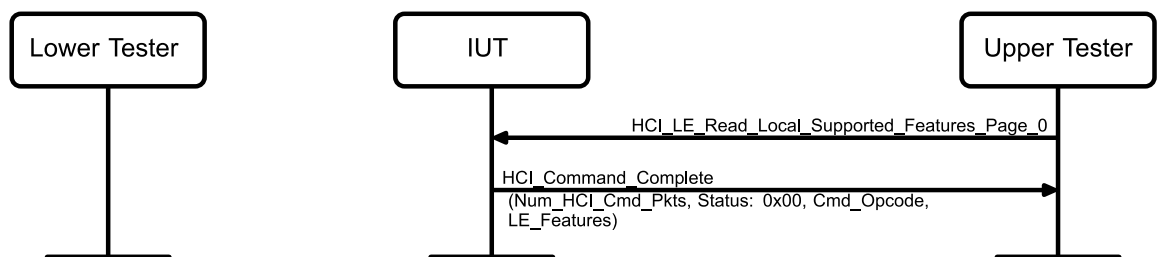 Lower Tester
IUT
Upper Tester
HCI_LE_Read_Local_Supported_Features_Page_0
HCI_Command_Complete
(Num_HCI_Cmd_Pkts, Status: 0x00, Cmd_Opcode,
LE_Features)